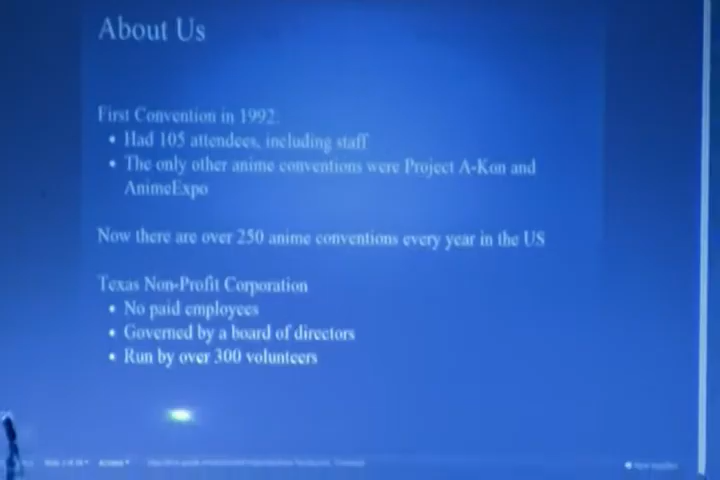 About Us
First Convention in 1992
• Had 105 attendees, including staff
• The only other anime conventions were Project A-Kon and
AnimeExpo
Now there are over 250 anime conventions every year in the US
Texas Non-Profit Corporation
• No paid employees
• Governed by a board of directors
• Run by over 300 volunteers